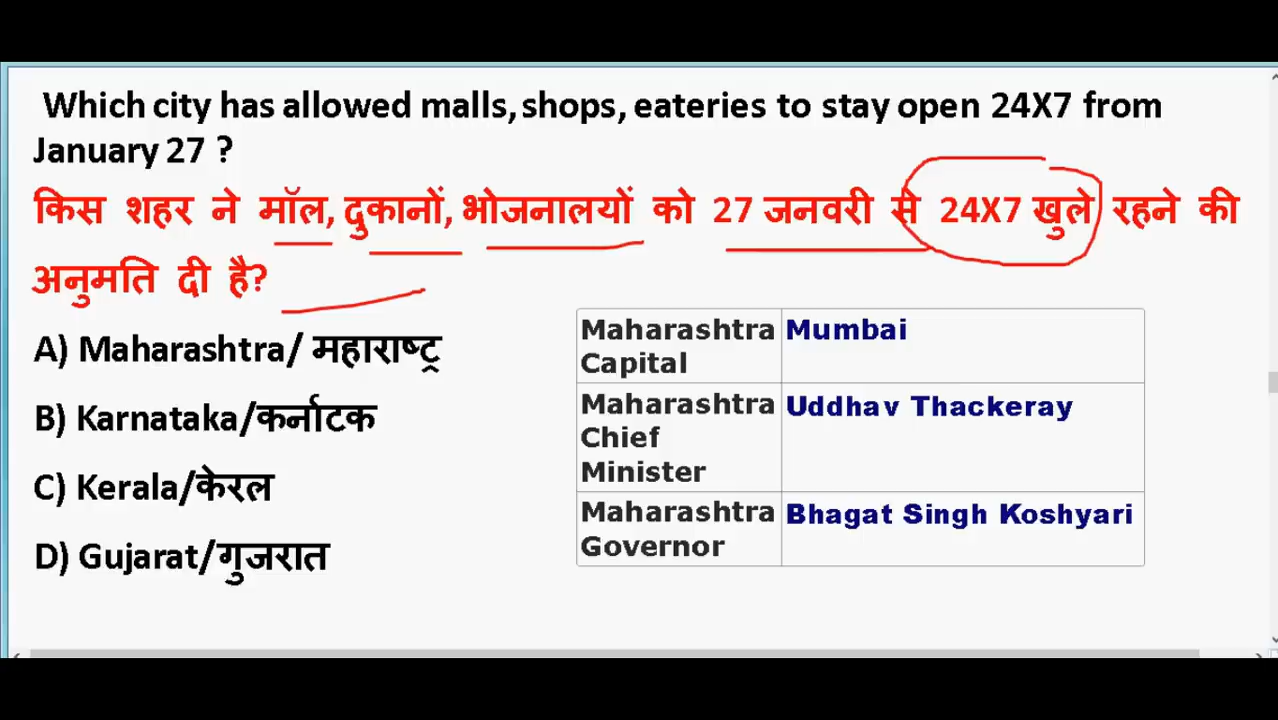 Which city has allowed malls, shops, eateries to stay open 24X7 from
January 27 ?
किस शहर ने मॉल, दुकानों, भोजनालयों को 27 जनवरी से 24X7 खुले रहने की
अनुमति दी है?
A) Maharashtra/ महाराष्ट्र
B) Karnataka/कर्नाटक
C) Kerala/केरल
D) Gujarat/गुजरात
Maharashtra Mumbai
Capital
Maharashtra Uddhav Thackeray
Chief
Minister
Maharashtra Bhagat Singh Koshyari
Governor